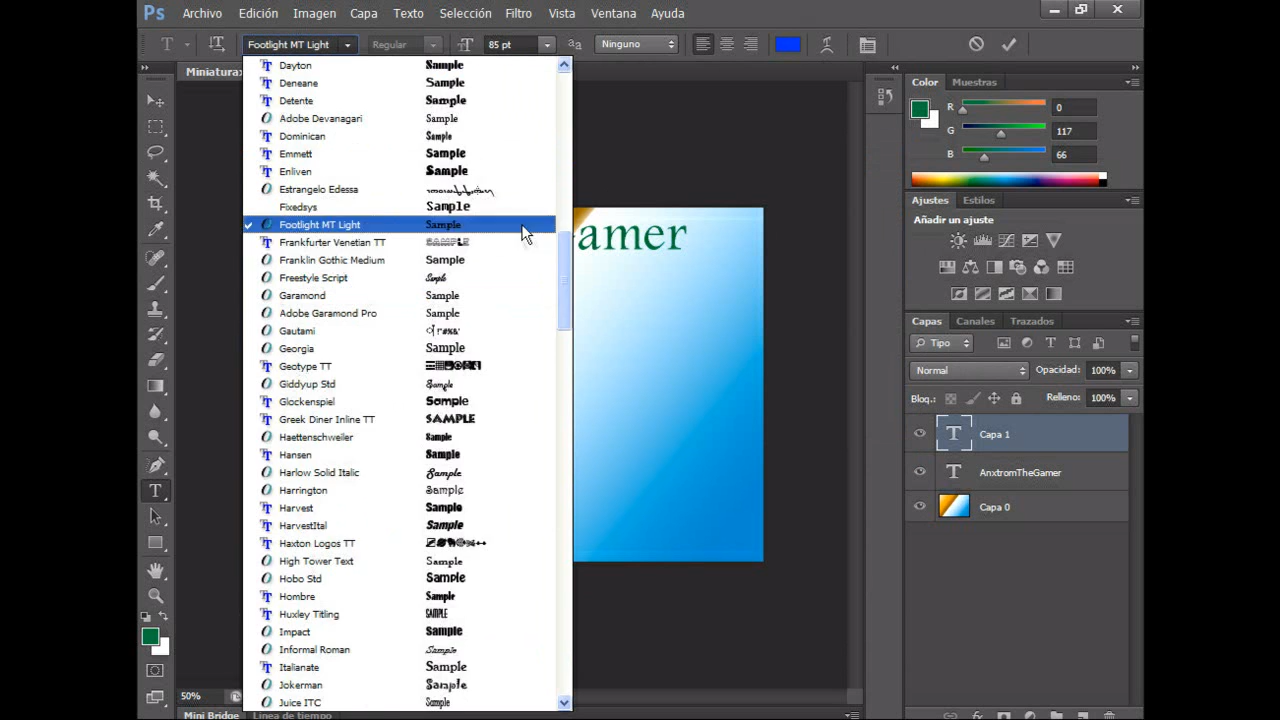 Ps Archivo Edición Imagen Capa Texto Selección Filtro Vista Ventana Ayuda
T Footlight MT Light Regular 85 pt aa Ninguno
Miniatura
Dayton Sample
Deneane Sample
Detente Sample
Adobe Devanagari Sample
Dominican Sample
Emmett Sample
Enliven Sample
Estrangelo Edessa
Fixedsys Sample
Footlight MT Light Sample
Frankfurter Venetian TT SAMPLE
Franklin Gothic Medium Sample
Freestyle Script Sample
Garamond Sample
Adobe Garamond Pro Sample
Gautami
Georgia Sample
Geotype TT
Giddyup Std Sample
Glockenspiel Sample
Greek Diner Inline TT SAMPLE
Haettenschweiler Sample
Hansen Sample
Harlow Solid Italic Sample
Harrington Sample
Harvest Sample
HarvestItal Sample
Haxton Logos TT
High Tower Text Sample
Hobo Std Sample
Hombre Sample
Huxley Titling SAMPLE
Impact Sample
Informal Roman Sample
Italianate Sample
Jokerman Sample
Juice ITC Sample
amer
50%
Mini Bridge Línea de tiempo
Color Muestras
R 0
G 117
B 66
Ajustes Estilos
Añadir un ajuste
Capas Canales Trazados
Tipo
Normal Opacidad: 100%
Bloq.: Relleno: 100%
T Capa 1
T AnxtromTheGamer
Capa 0